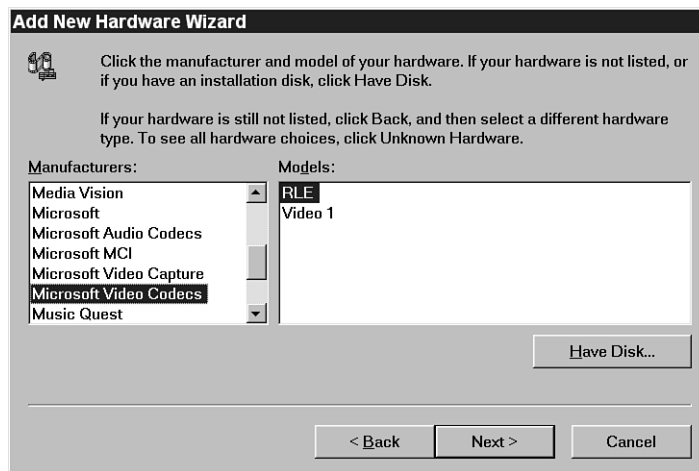 Add New Hardware Wizard
Click the manufacturer and model of your hardware. If your hardware is not listed, or
if you have an installation disk, click Have Disk.
If your hardware is still not listed, click Back, and then select a different hardware
type. To see all hardware choices, click Unknown Hardware.
Manufacturers:
Models:
Media Vision
Microsoft
Microsoft Audio Codecs
Microsoft MCI
Microsoft Video Capture
Microsoft Video Codecs
Music Quest
RLE
Video 1
Have Disk...
< Back
Next >
Cancel